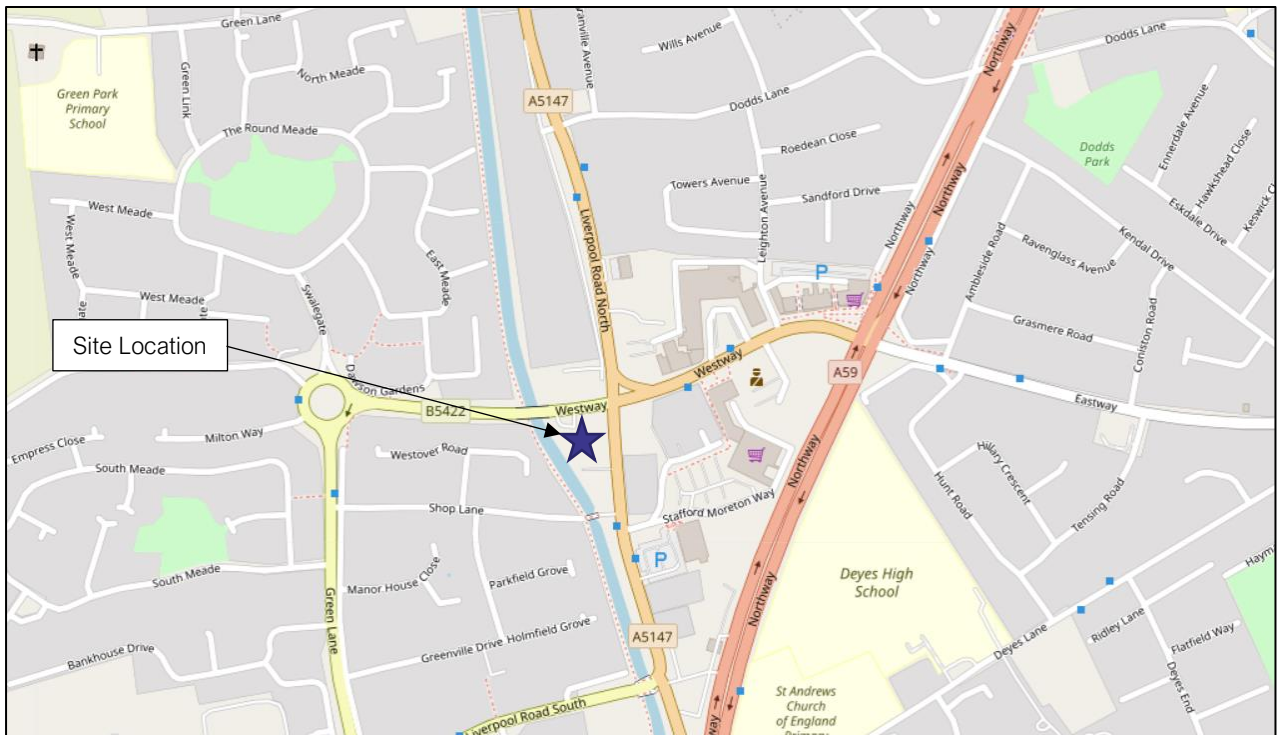 Green Lane
Green Park
Primary
School
Green Link
North Meade
The Round Meade
West Meade
West Meade
West Meade
East Meade
Swalegate
Dawson Gardens
Site Location
A5147
Liverpool Road North
Wills Avenue
Dodds Lane
Dodds Lane
Roedean Close
Towers Avenue
Sandford Drive
Leighton Avenue
P
Northway
Northway
Northway
Northway
Dodds
Park
Ennerdale Avenue
Hawkshead Close
Eskdale Drive
Kendal Drive
Ambleside Road
Ravenglass Avenue
Grasmere Road
Coniston Road
Westway
Westway
B5422
A59
Eastway
Empress Close
Milton Way
South Meade
Westover Road
Shop Lane
Stafford Moreton Way
Northway
Northway
Hunt Road
Hillary Crescent
Tensing Road
South Meade
Manor House Close
Parkfield Grove
P
Deyes High
School
Green Lane
Greenville Drive
Holmfield Grove
A5147
Bankhouse Drive
Liverpool Road South
Deyes Lane
Ridley Lane
Flatfield Way
Deyes End
St Andrews
Church
of England